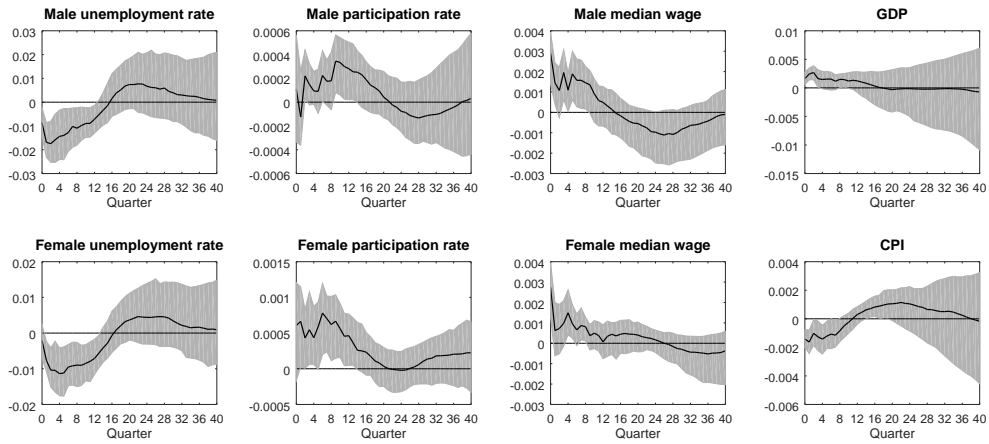 Male unemployment rate
0.03
0.02
0.01
0
-0.01
-0.02
-0.03
0 4 8 12 16 20 24 28 32 36 40
Quarter
Male participation rate
0.0006
0.0004
0.0002
0
-0.0002
-0.0004
-0.0006
0 4 8 12 16 20 24 28 32 36 40
Quarter
Male median wage
0.004
0.003
0.002
0.001
0
-0.001
-0.002
-0.003
0 4 8 12 16 20 24 28 32 36 40
Quarter
GDP
0.01
0.005
0
-0.005
-0.01
-0.015
0 4 8 12 16 20 24 28 32 36 40
Quarter
Female unemployment rate
0.02
0.01
0
-0.01
-0.02
0 4 8 12 16 20 24 28 32 36 40
Quarter
Female participation rate
0.0015
0.001
0.0005
0
-0.0005
0 4 8 12 16 20 24 28 32 36 40
Quarter
Female median wage
0.004
0.003
0.002
0.001
0
-0.001
-0.002
-0.003
0 4 8 12 16 20 24 28 32 36 40
Quarter
CPI
0.004
0.002
0
-0.002
-0.004
-0.006
0 4 8 12 16 20 24 28 32 36 40
Quarter